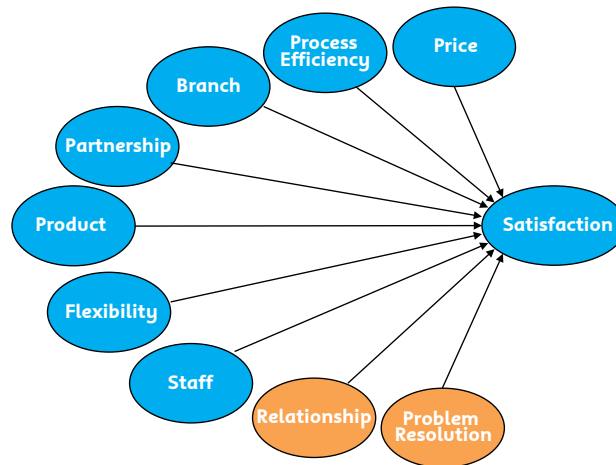 Process
Efficiency
Price
Branch
Partnership
Product
Satisfaction
Flexibility
Staff
Relationship
Problem
Resolution